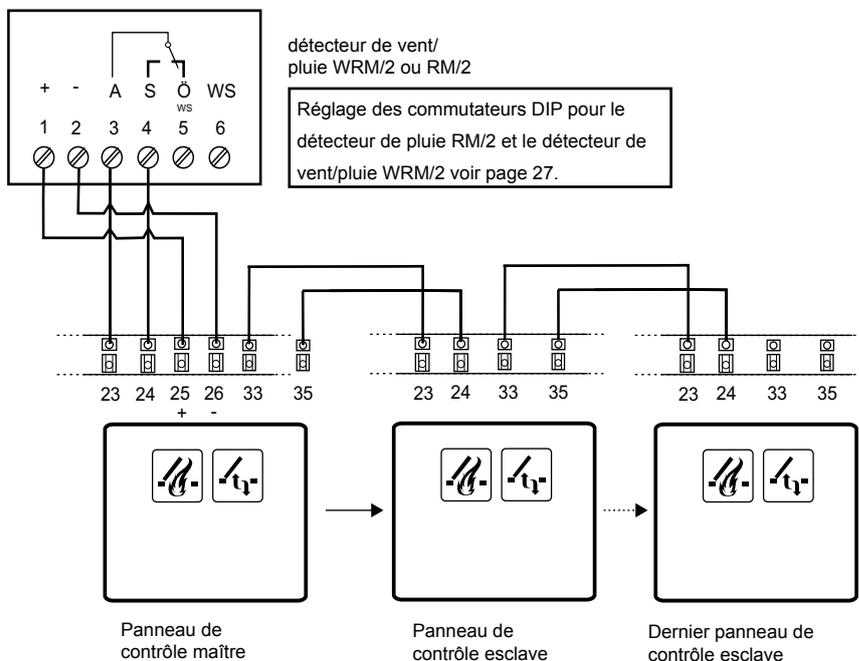 + - A S Ö WS
ws
1 2 3 4 5 6
détecteur de vent/
pluie WRM/2 ou RM/2
Réglage des commutateurs DIP pour le
détecteur de pluie RM/2 et le détecteur de
vent/pluie WRM/2 voir page 27.
23 24 25 26 33 35
+ -
23 24 33 35
23 24 33 35
Panneau de
contrôle maître
Panneau de
contrôle esclave
Dernier panneau de
contrôle esclave